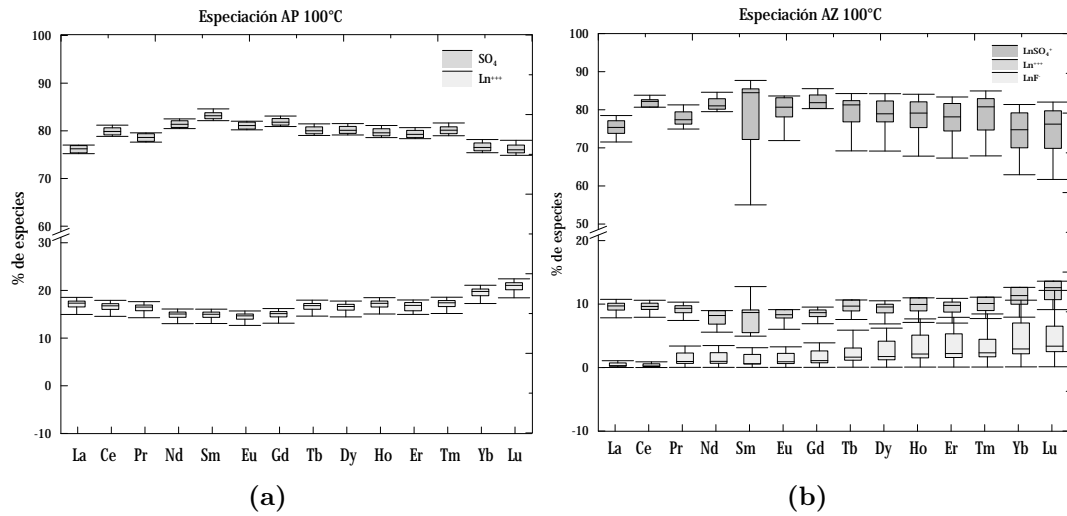 Especiación AP 100°C
100
90
80
70
60
30
20
10
0
-10
% de especies
SO₄
Ln⁺⁺⁺
La Ce Pr Nd Sm Eu Gd Tb Dy Ho Er Tm Yb Lu
(a)
Especiación AZ 100°C
100
90
80
70
60
50
20
10
0
-10
% de especies
LnSO₄⁺
Ln⁺⁺⁺
La Ce Pr Nd Sm Eu Gd Tb Dy Ho Er Tm Yb Lu
(b)